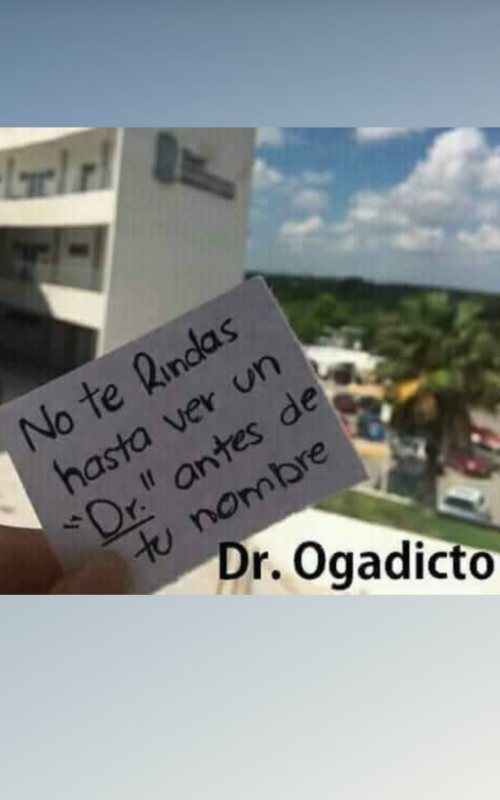 No te Rindas
hasta ver un
"Dr." antes de
tu nombre
Dr. Ogadicto